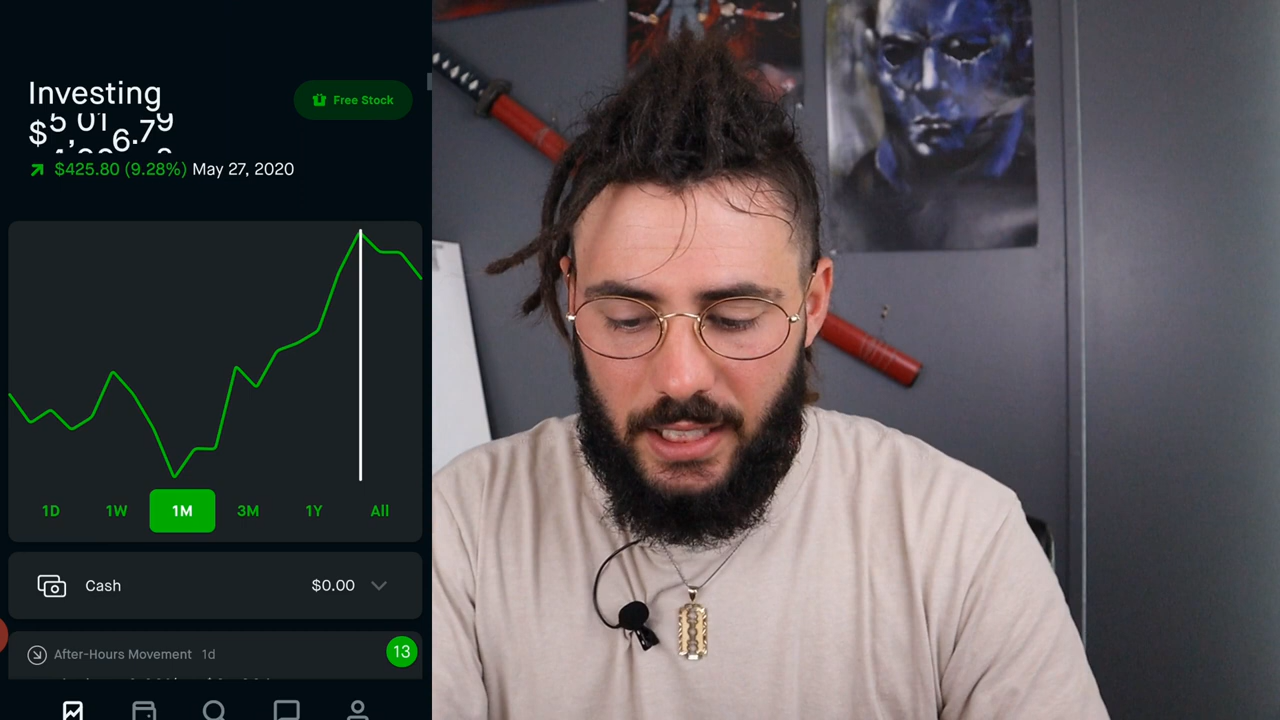 Investing
Free Stock
$425.80 (9.28%) May 27, 2020
1D 1W 1M 3M 1Y All
Cash $0.00
After-Hours Movement 1d 13